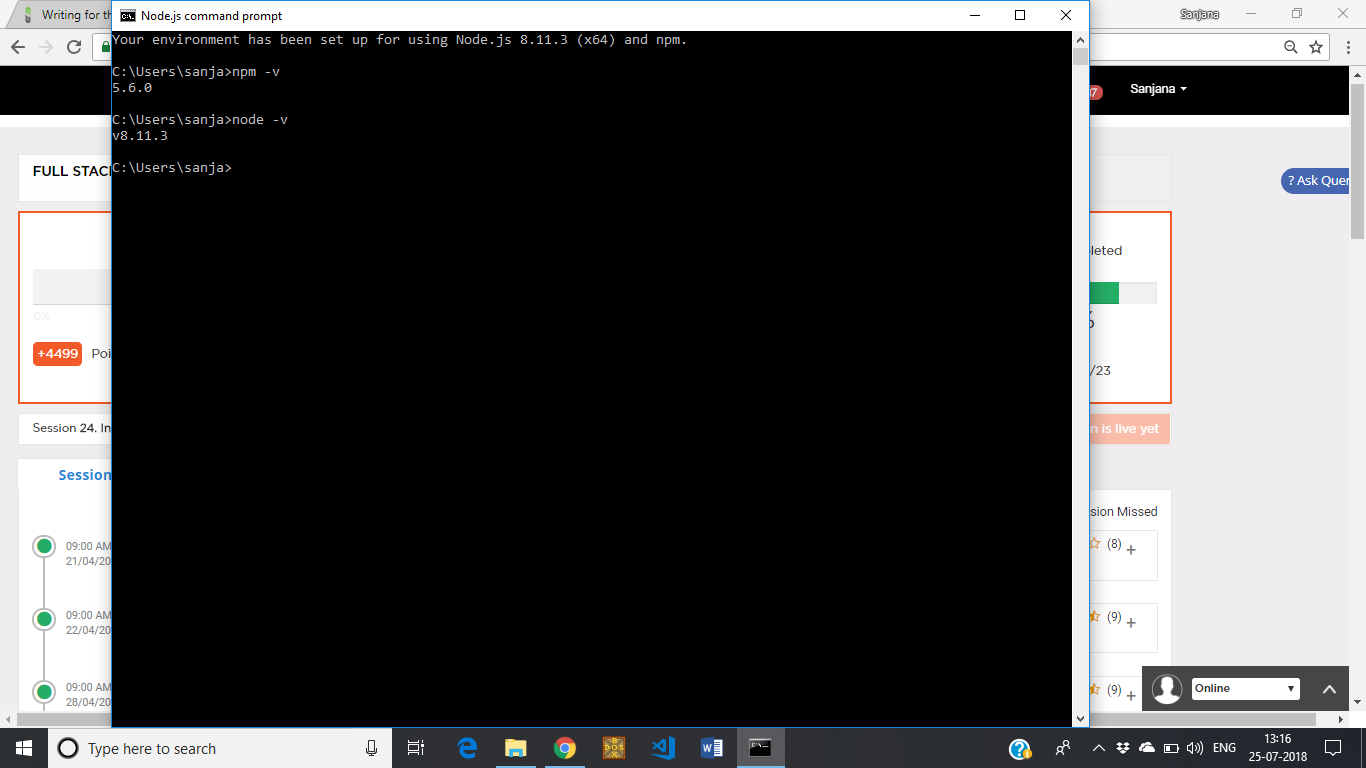 Writing for th
Node.js command prompt
Sanjana
Your environment has been set up for using Node.js 8.11.3 (x64) and npm.
C:\Users\sanja>npm -v
5.6.0
C:\Users\sanja>node -v
v8.11.3
C:\Users\sanja>
7
Sanjana
FULL STAC
? Ask Quer
leted
0%
%
+4499 Poi
/23
Session 24. In
n is live yet
Session
sion Missed
09:00 AM
21/04/20
(8) +
09:00 AM
22/04/20
(9) +
09:00 AM
28/04/20
(9) +
Online
Type here to search
DOS
ENG
13:16
25-07-2018